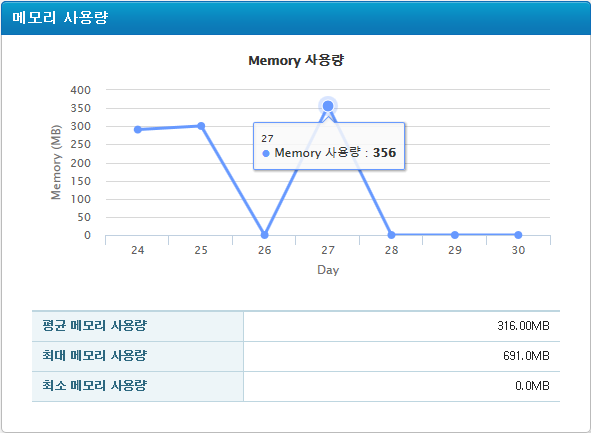 메모리 사용량
Memory 사용량
400
350
300
250
200
150
100
50
0
Memory (MB)
27
Memory 사용량 : 356
24 25 26 27 28 29 30
Day
평균 메모리 사용량 316.00MB
최대 메모리 사용량 691.0MB
최소 메모리 사용량 0.0MB